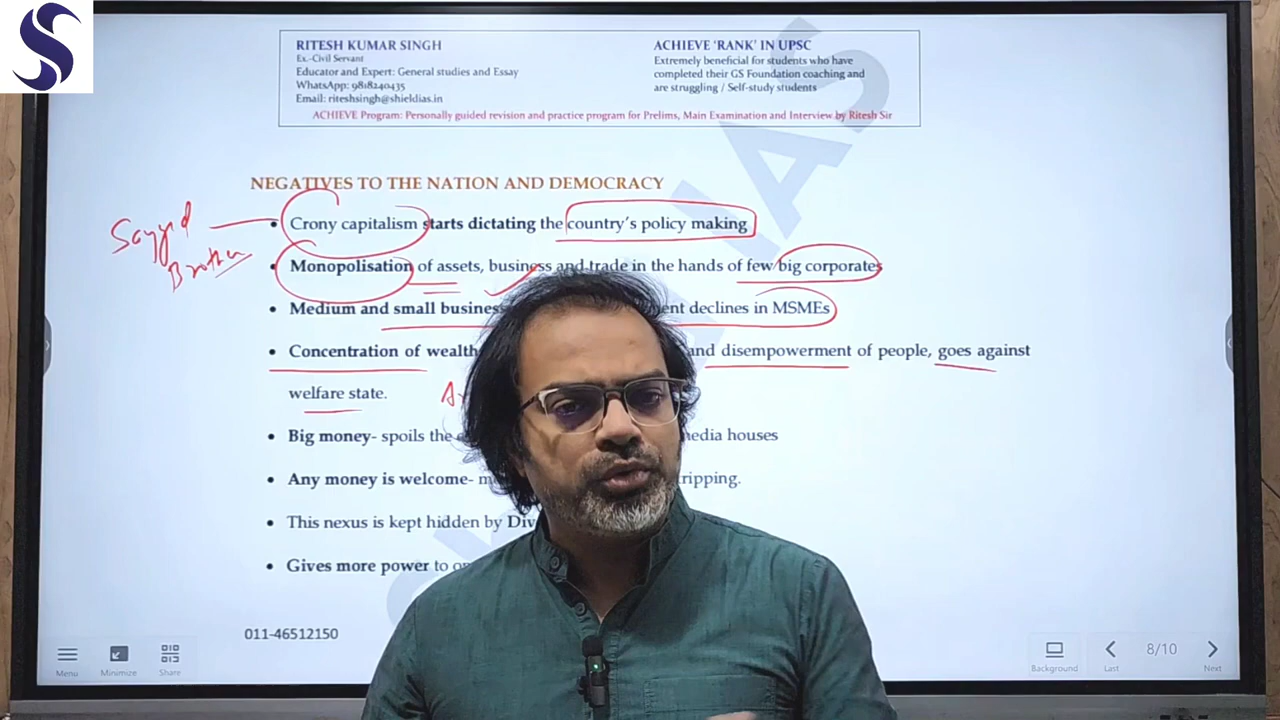 RITESH KUMAR SINGH
Ex.-Civil Servant
Educator and Expert: General studies and Essay
WhatsApp: 9818240435
Email: riteshsingh@shieldias.in
ACHIEVE 'RANK' IN UPSC
Extremely beneficial for students who have
completed their GS Foundation coaching and
are struggling / Self-study students
ACHIEVE Program: Personally guided revision and practice program for Prelims, Main Examination and Interview by Ritesh Sir
NEGATIVES TO THE NATION AND DEMOCRACY
Sayyid
Brother
• Crony capitalism starts dictating the country's policy making
• Monopolisation of assets, business and trade in the hands of few big corporates
• Medium and small business declines in MSMEs
• Concentration of wealth and disempowerment of people, goes against
welfare state.
• Big money- spoils the media houses
• Any money is welcome-
• This nexus is kept hidden by
• Gives more power to
011-46512150
IAS
Menu
Minimize
Share
Background
Last
8/10
Next